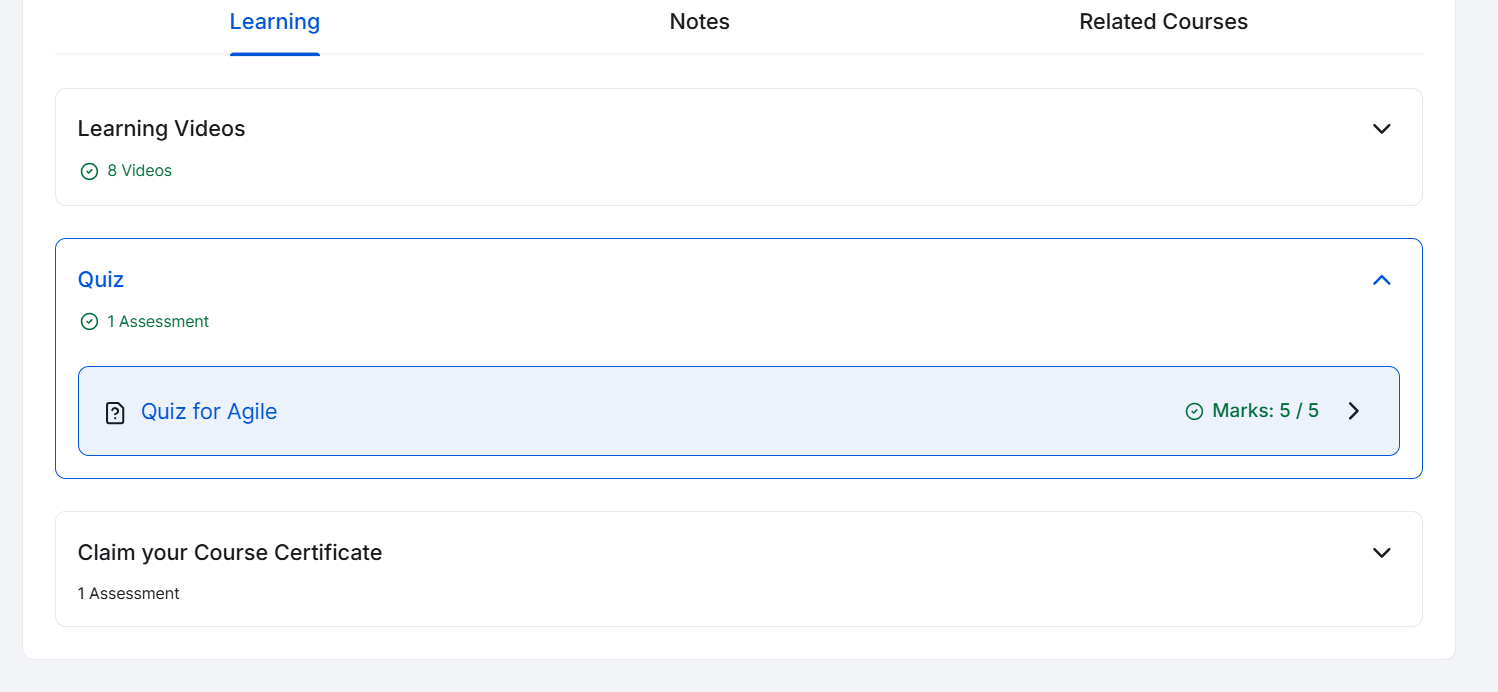 Learning Notes Related Courses
Learning Videos
8 Videos
Quiz
1 Assessment
Quiz for Agile Marks: 5 / 5
Claim your Course Certificate
1 Assessment